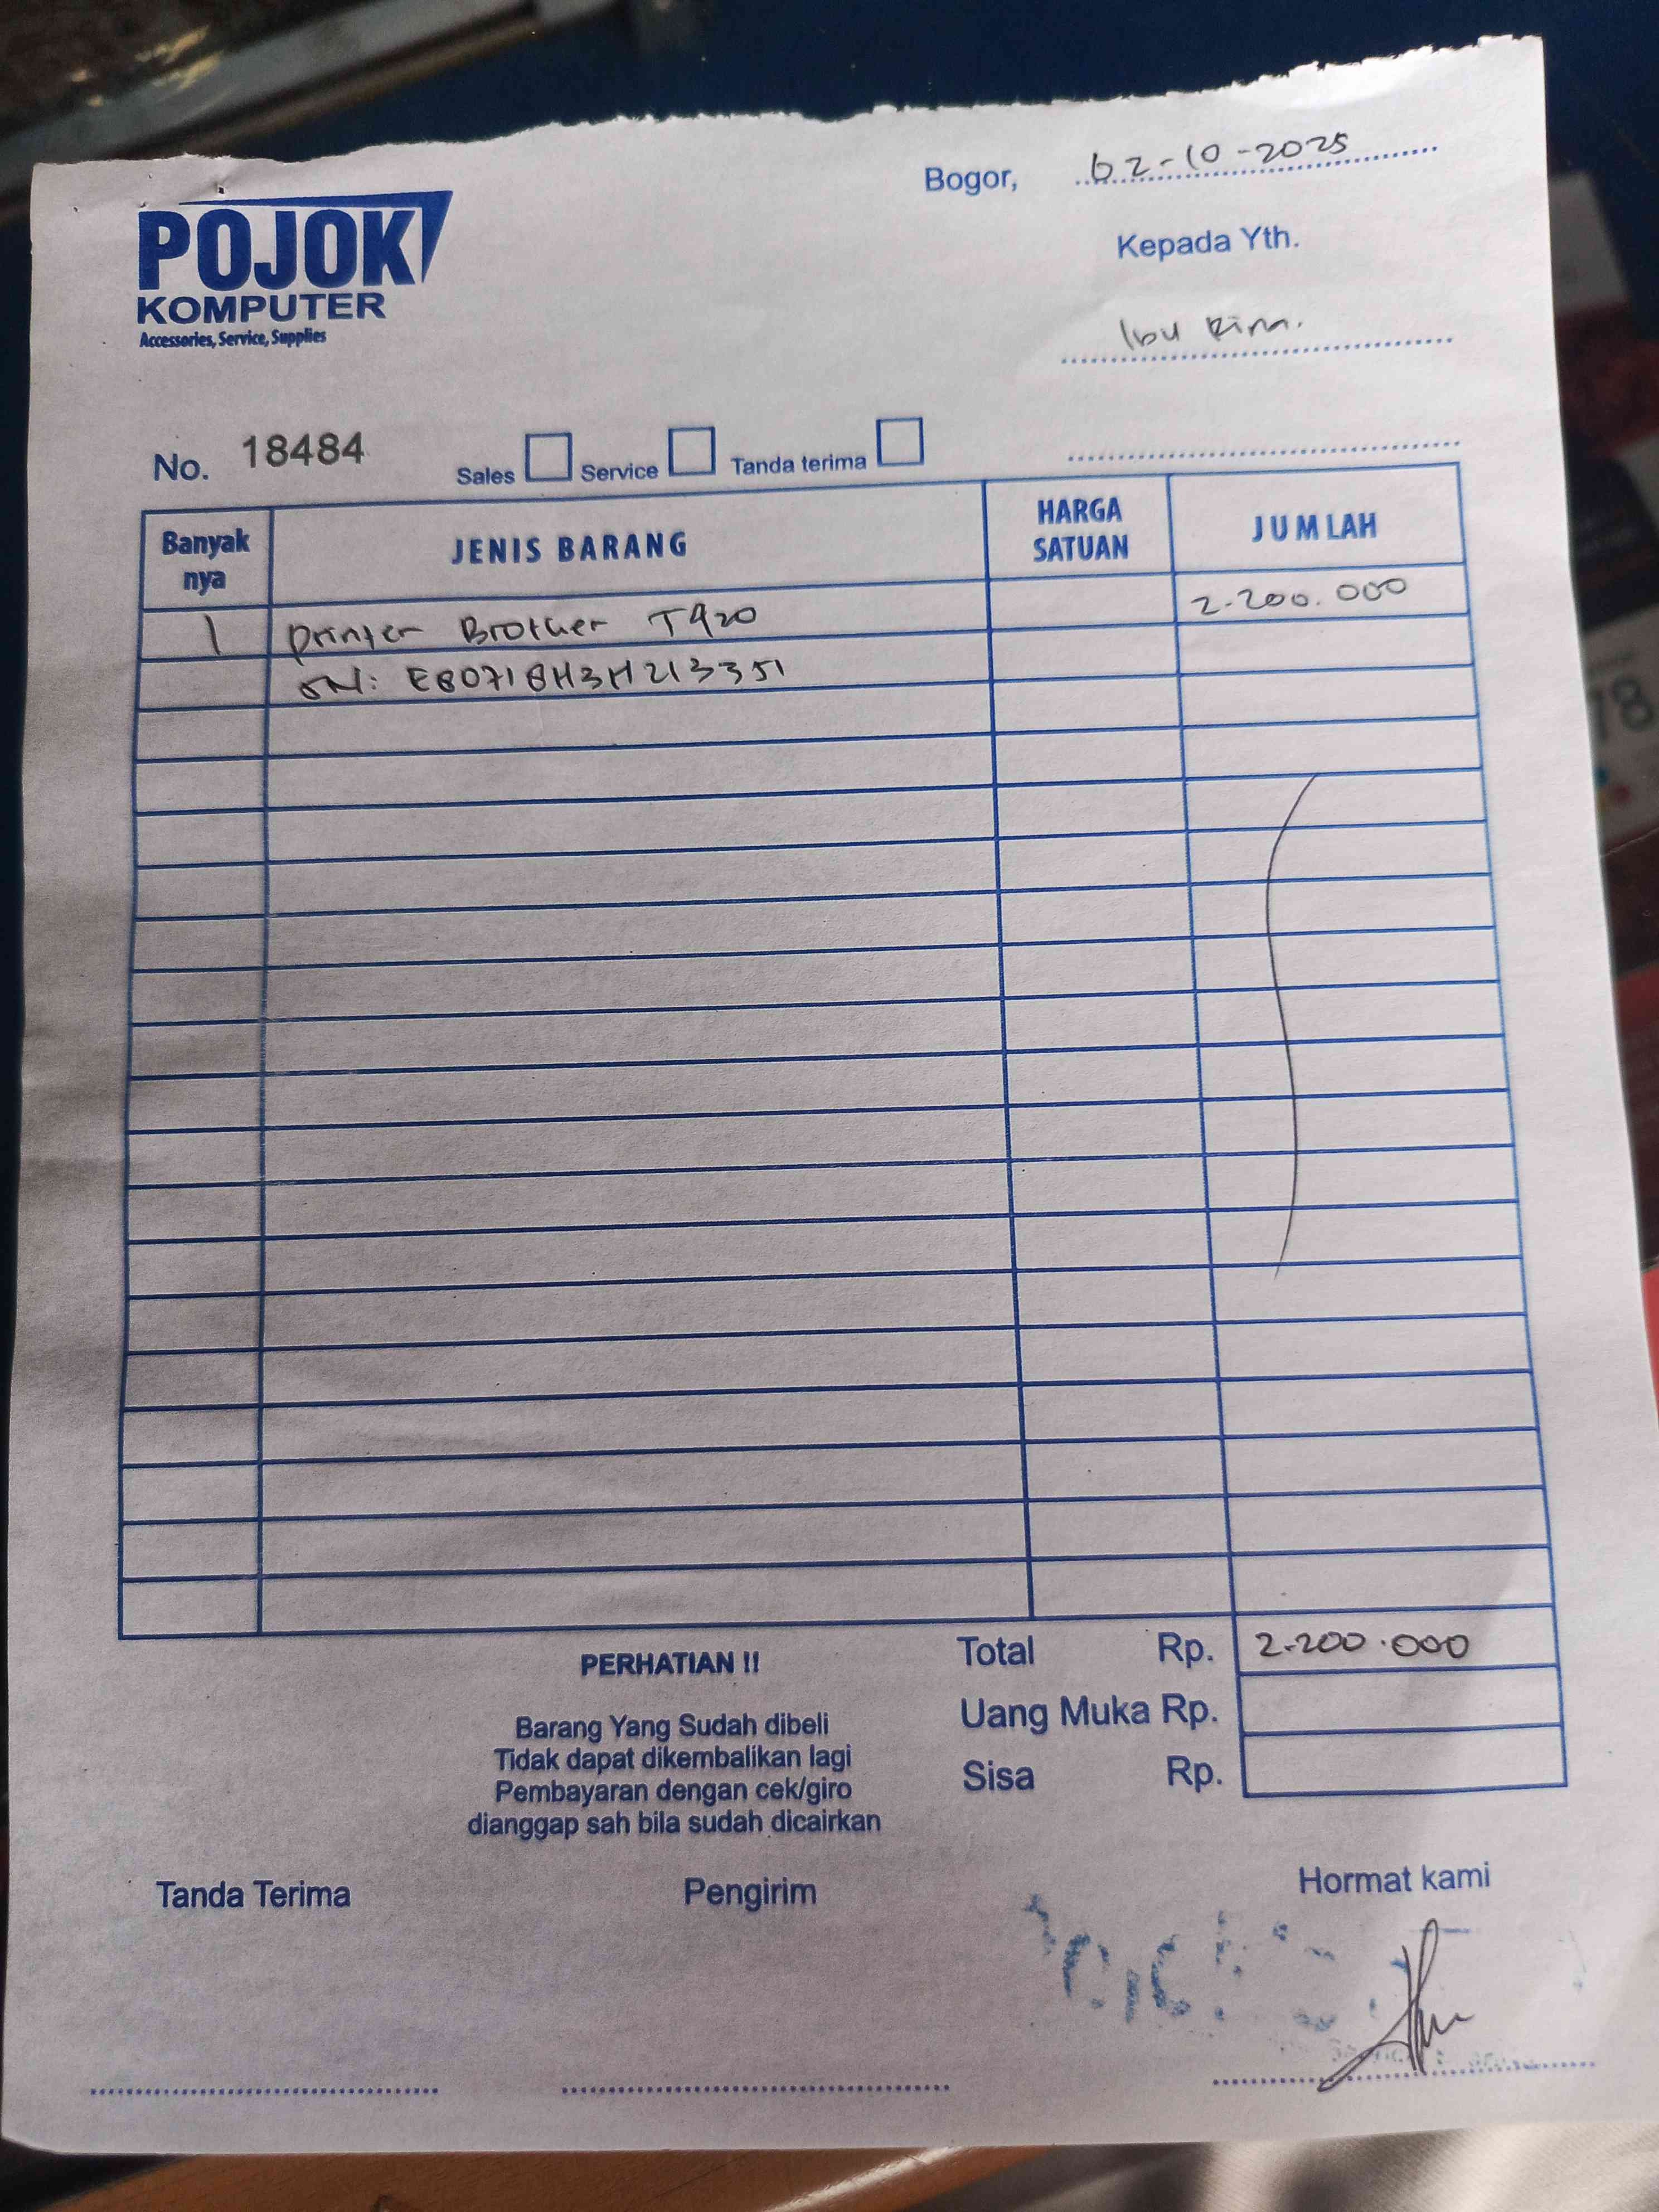 Bogor, 02-10-2025
POJOK
KOMPUTER
Accessories, Service, Supplies
Kepada Yth.
Ibu Rina.
No. 18484 Sales Service Tanda terima
Banyak nya JENIS BARANG HARGA SATUAN JUMLAH
1 printer Brother T920 2.200.000
SN: E80718H3H213351
PERHATIAN !!
Barang Yang Sudah dibeli
Tidak dapat dikembalikan lagi
Pembayaran dengan cek/giro
dianggap sah bila sudah dicairkan
Total Rp. 2.200.000
Uang Muka Rp.
Sisa Rp.
Tanda Terima Pengirim Hormat kami
78